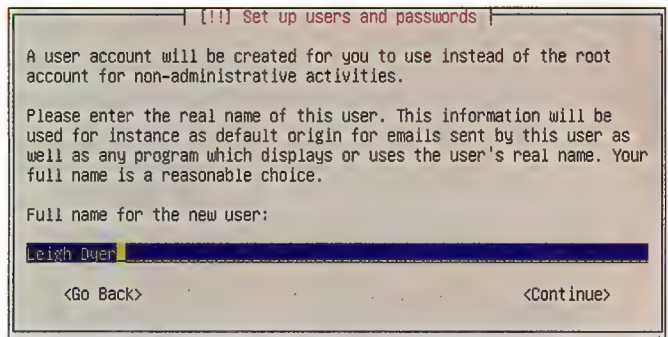 [!!] Set up users and passwords
A user account will be created for you to use instead of the root
account for non-administrative activities.
Please enter the real name of this user. This information will be
used for instance as default origin for emails sent by this user as
well as any program which displays or uses the user's real name. Your
full name is a reasonable choice.
Full name for the new user:
Leigh Dyer
<Go Back> <Continue>